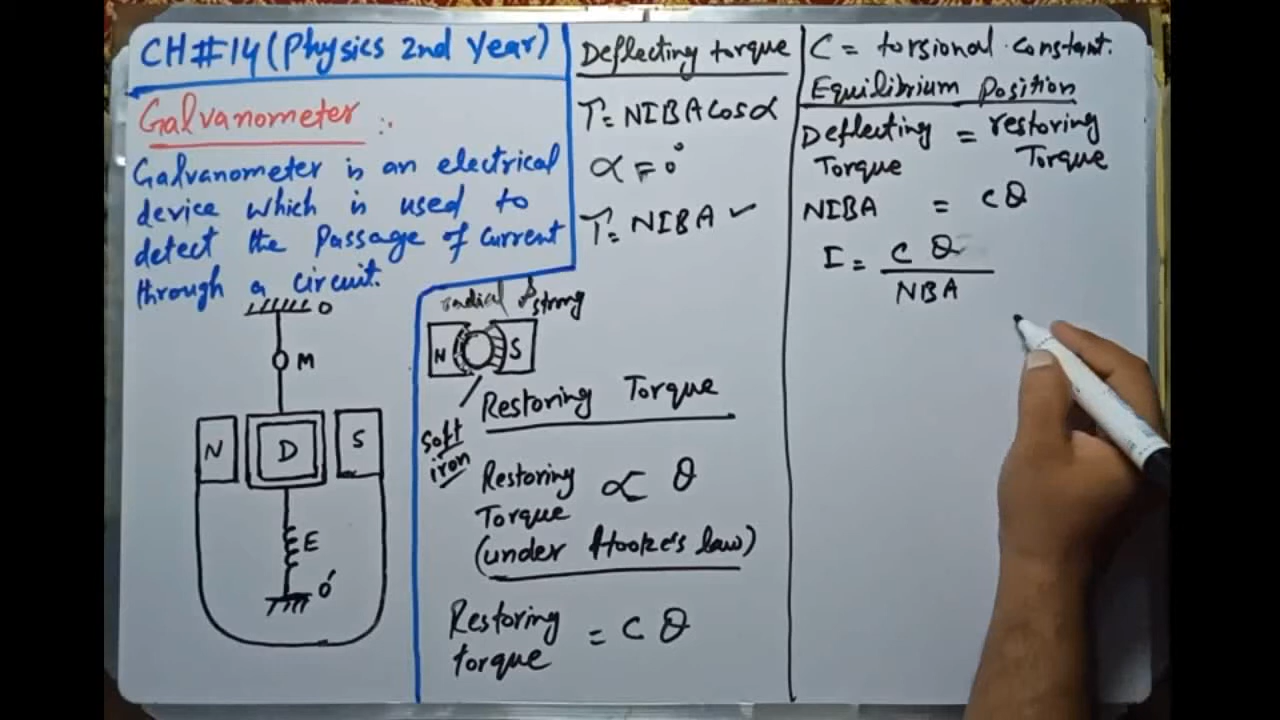 CH#14 (Physics 2nd Year)
Galvanometer :.
Galvanometer is an electrical
device which is used to
detect the passage of current
through a circuit.
O
M
N D S
E
O'
Deflecting torque
τ = NIBA cos α
α = 0°
τ = NIBA ✓
radial strong
N S
soft
iron
Restoring Torque
Restoring ∝ θ
Torque
(under Hooke's law)
Restoring = C θ
torque
C = torsional constant.
Equilibrium Position
Deflecting = restoring
Torque Torque
NIBA = C θ
I = C θ
NBA